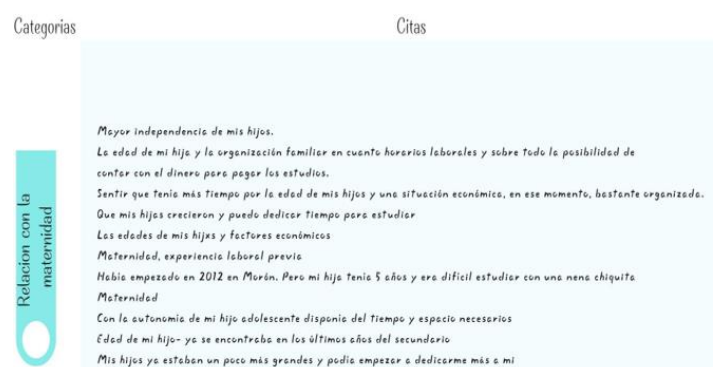 Categorias
Citas
Relacion con la
maternidad
Mayor independencia de mis hijos.
La edad de mi hija y la organización familiar en cuanto horarios laborales y sobre todo la posibilidad de
contar con el dinero para pagar los estudios.
Sentir que tenía más tiempo por la edad de mis hijos y una situación económica, en ese momento, bastante organizada.
Que mis hijas crecieron y puedo dedicar tiempo para estudiar
Las edades de mis hijxs y factores económicos
Maternidad, experiencia laboral previa
Había empezado en 2012 en Morón. Pero mi hija tenía 5 años y era difícil estudiar con una nena chiquita
Maternidad
Con la autonomía de mi hijo adolescente disponía del tiempo y espacio necesarios
Edad de mi hijo- ya se encontraba en los últimos años del secundario
Mis hijos ya estaban un poco más grandes y podía empezar a dedicarme más a mi